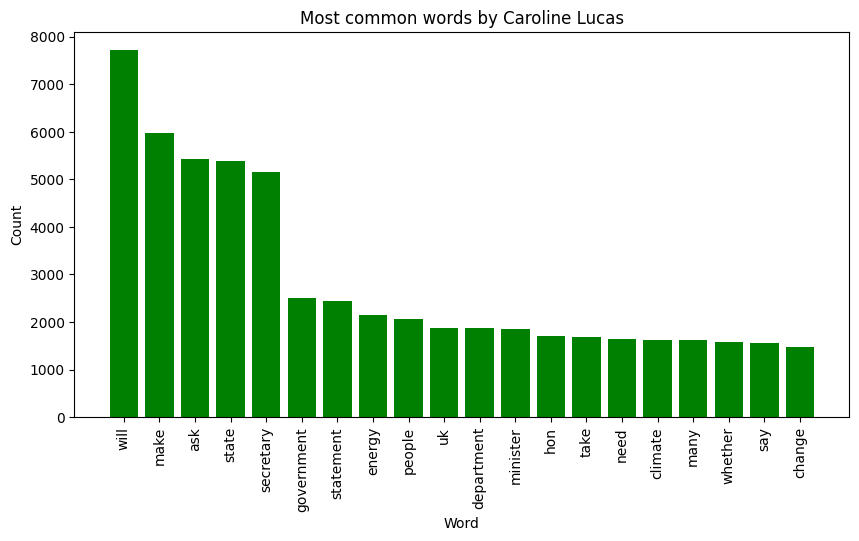 Most common words by Caroline Lucas
Count
8000
7000
6000
5000
4000
3000
2000
1000
0
will
make
ask
state
secretary
government
statement
energy
people
uk
department
minister
hon
take
need
climate
many
whether
say
change
Word